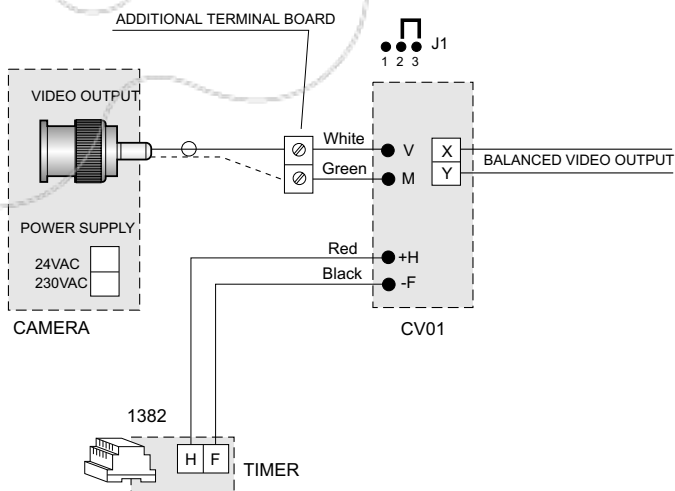 ADDITIONAL TERMINAL BOARD
J1
1 2 3
VIDEO OUTPUT
White
V
X
BALANCED VIDEO OUTPUT
Green
M
Y
POWER SUPPLY
24VAC
230VAC
Red
+H
Black
-F
CAMERA
CV01
1382
H F
TIMER